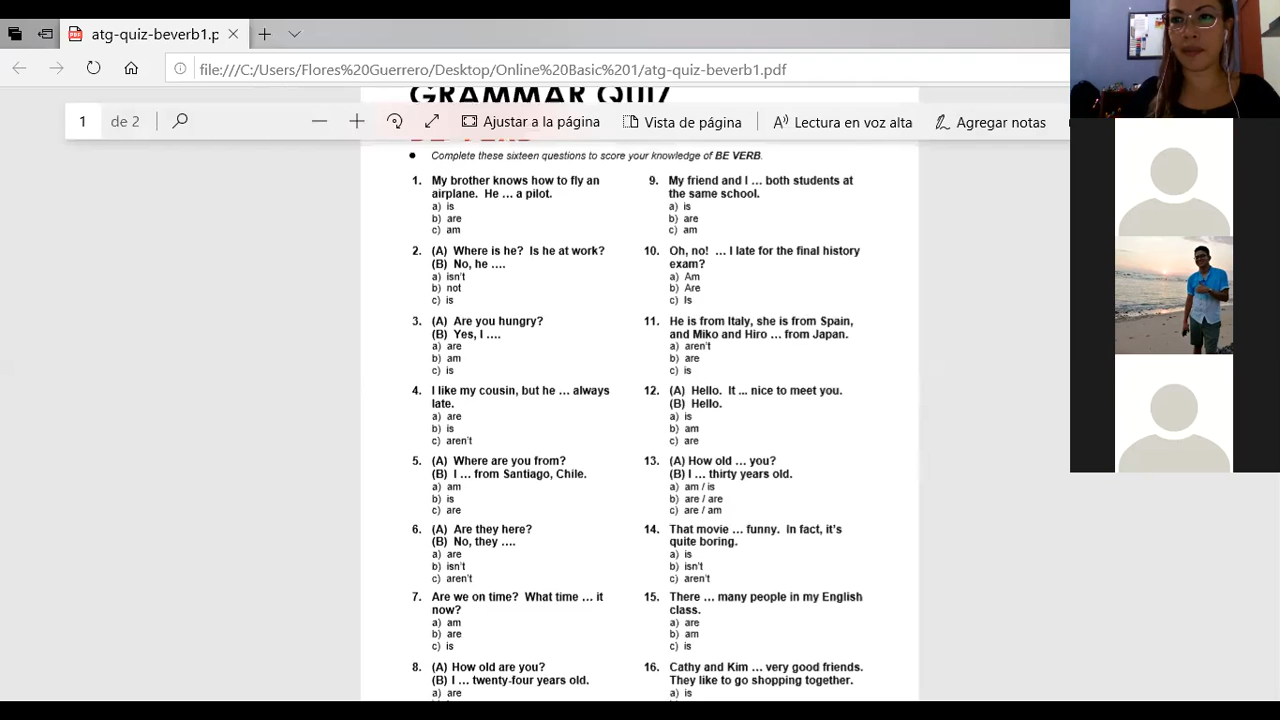 atg-quiz-beverb1.p
file:///C:/Users/Flores%20Guerrero/Desktop/Online%20Basic%201/atg-quiz-beverb1.pdf
GRAMMAR QUIZ
1 de 2
Ajustar a la página
Vista de página
Lectura en voz alta
Agregar notas
BE VERB
● Complete these sixteen questions to score your knowledge of BE VERB.
1. My brother knows how to fly an
airplane. He … a pilot.
a) is
b) are
c) am
2. (A) Where is he? Is he at work?
(B) No, he ….
a) isn't
b) not
c) is
3. (A) Are you hungry?
(B) Yes, I ….
a) are
b) am
c) is
4. I like my cousin, but he … always
late.
a) are
b) is
c) aren't
5. (A) Where are you from?
(B) I … from Santiago, Chile.
a) am
b) is
c) are
6. (A) Are they here?
(B) No, they ….
a) are
b) isn't
c) aren't
7. Are we on time? What time … it
now?
a) am
b) are
c) is
8. (A) How old are you?
(B) I … twenty-four years old.
a) are
9. My friend and I … both students at
the same school.
a) is
b) are
c) am
10. Oh, no! … I late for the final history
exam?
a) Am
b) Are
c) Is
11. He is from Italy, she is from Spain,
and Miko and Hiro … from Japan.
a) aren't
b) are
c) is
12. (A) Hello. It ... nice to meet you.
(B) Hello.
a) is
b) am
c) are
13. (A) How old … you?
(B) I … thirty years old.
a) am / is
b) are / are
c) are / am
14. That movie … funny. In fact, it's
quite boring.
a) is
b) isn't
c) aren't
15. There … many people in my English
class.
a) are
b) am
c) is
16. Cathy and Kim … very good friends.
They like to go shopping together.
a) is